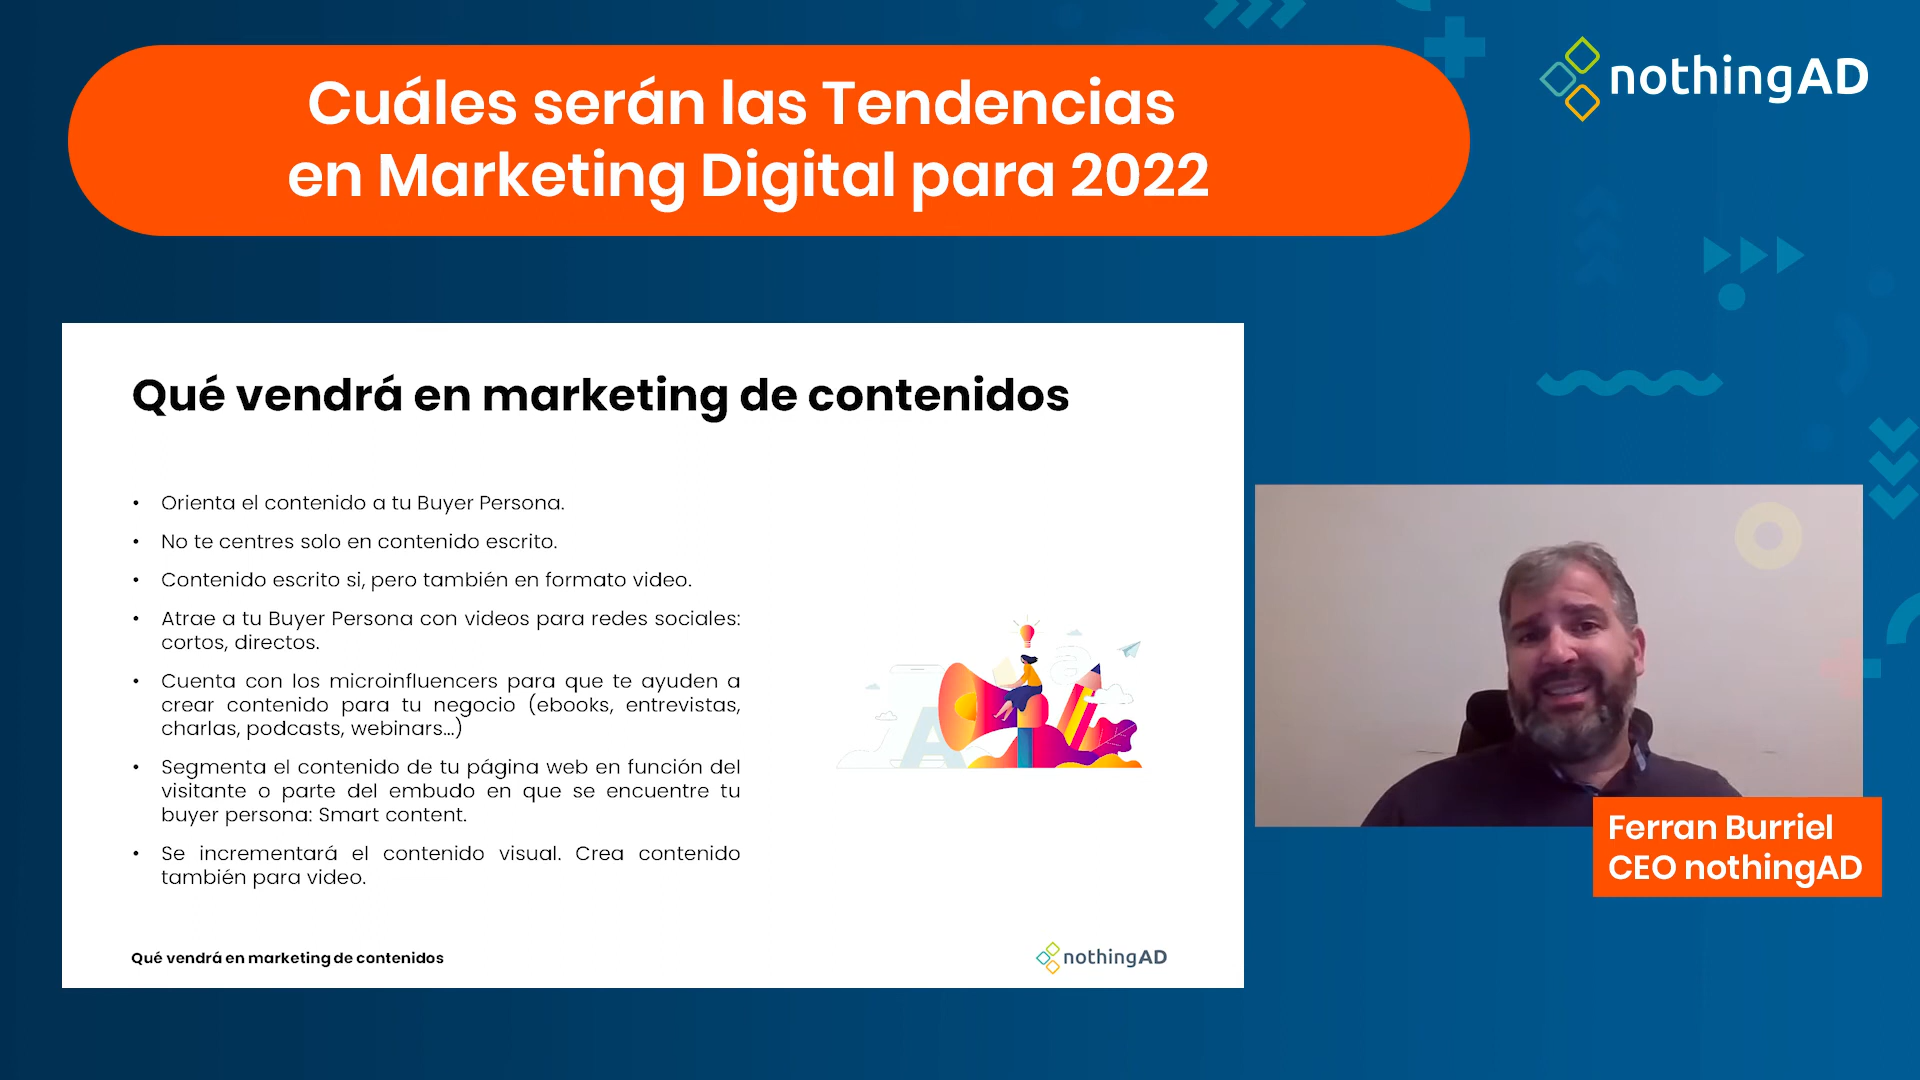 Cuáles serán las Tendencias
en Marketing Digital para 2022
nothingAD
Qué vendrá en marketing de contenidos
• Orienta el contenido a tu Buyer Persona.
• No te centres solo en contenido escrito.
• Contenido escrito si, pero también en formato video.
• Atrae a tu Buyer Persona con videos para redes sociales:
cortos, directos.
• Cuenta con los microinfluencers para que te ayuden a
crear contenido para tu negocio (ebooks, entrevistas,
charlas, podcasts, webinars...)
• Segmenta el contenido de tu página web en función del
visitante o parte del embudo en que se encuentre tu
buyer persona: Smart content.
• Se incrementará el contenido visual. Crea contenido
también para video.
Qué vendrá en marketing de contenidos
nothingAD
Ferran Burriel
CEO nothingAD